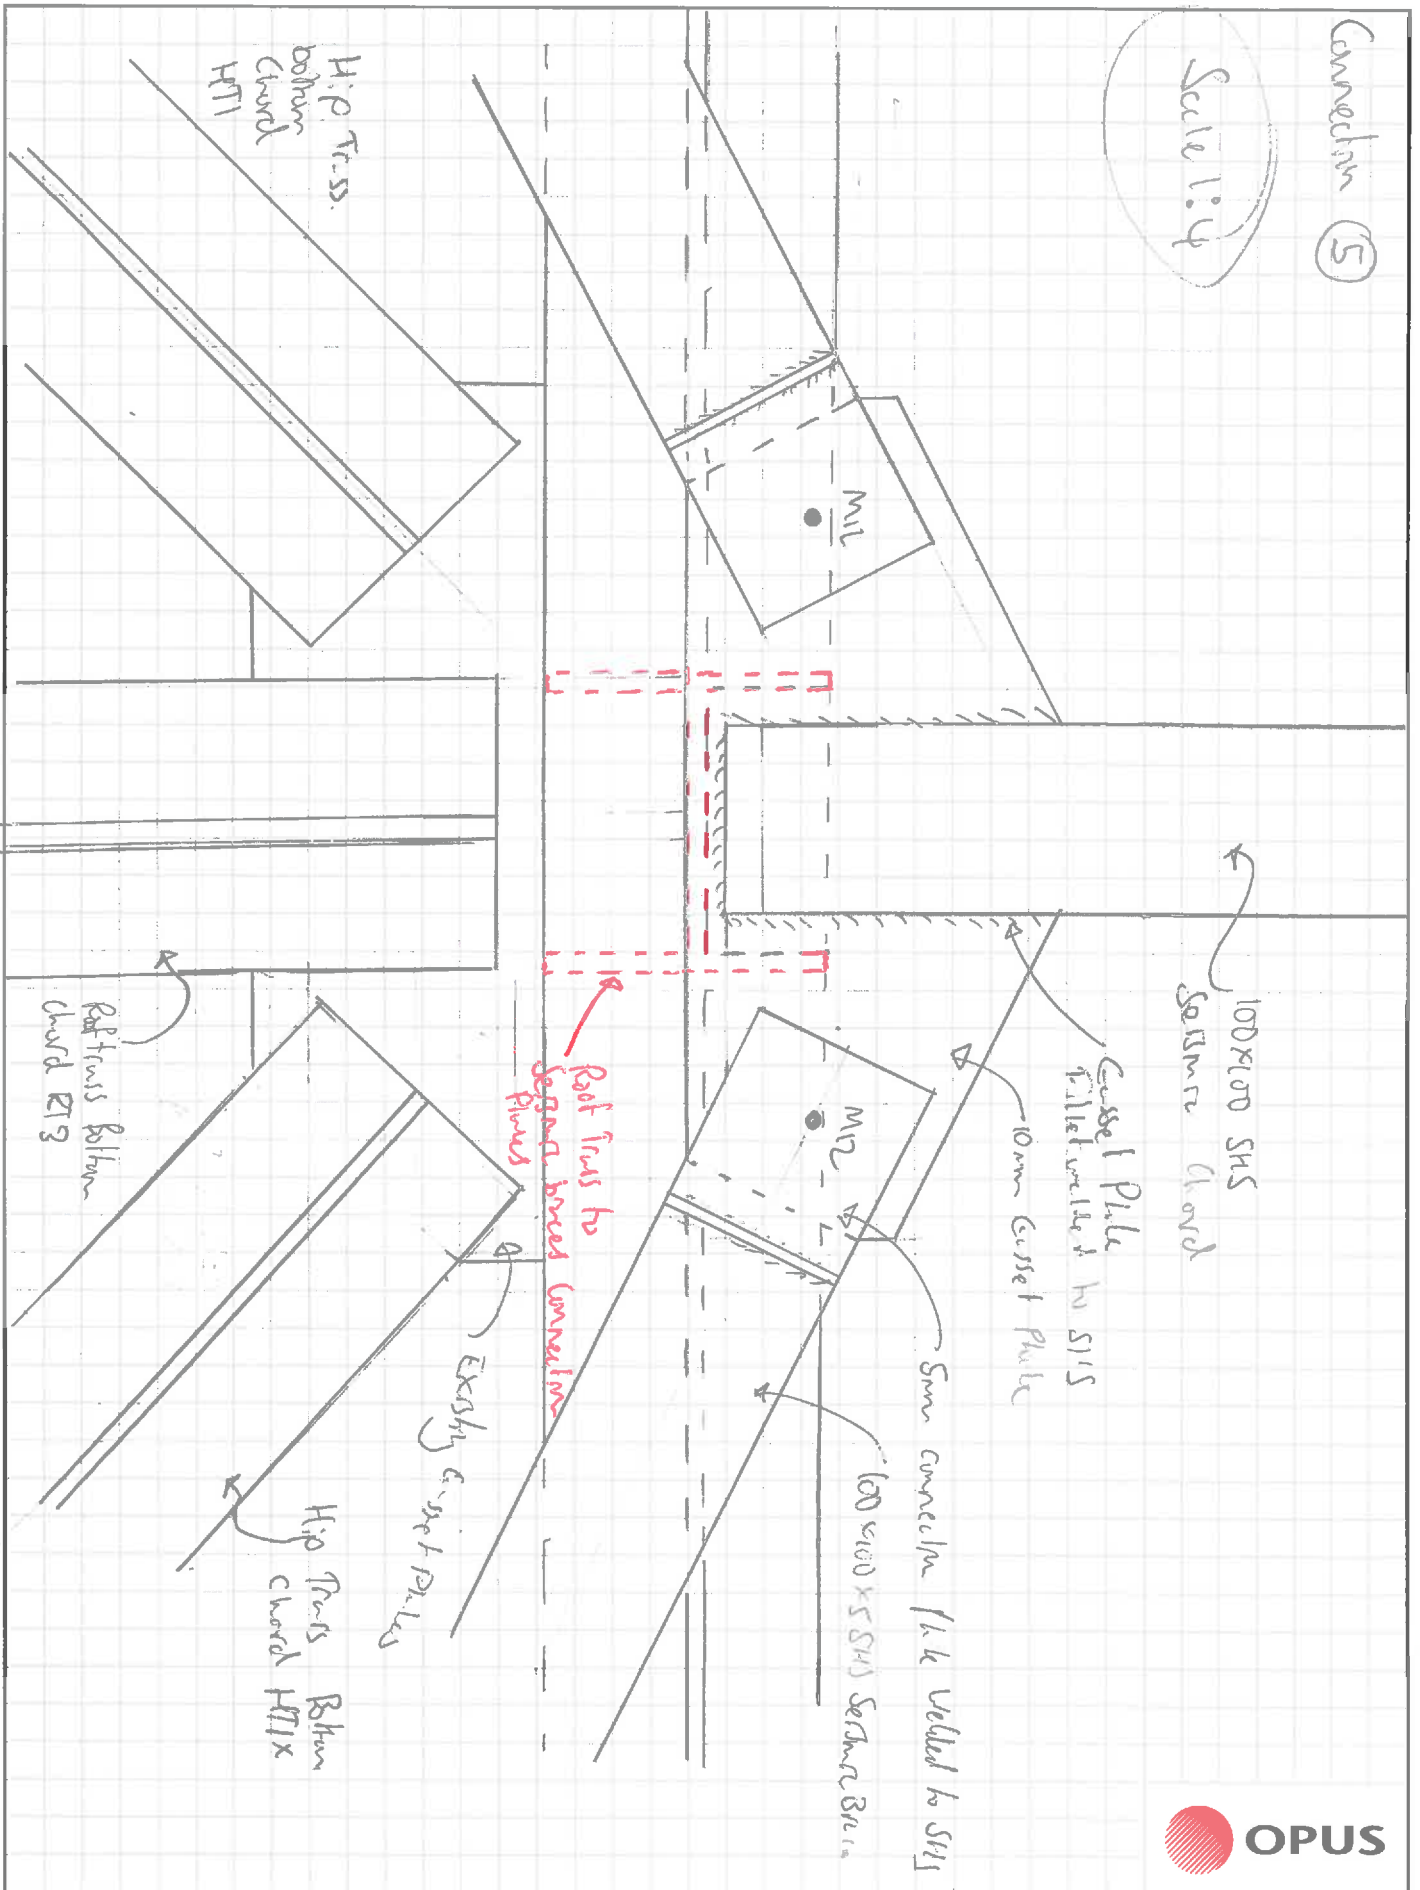 Connection 5
Scale 1:4
100x100 SHS
Seismic Chord
Gusset Plate
Fillet welded to SHS
10mm Gusset Plate
5mm connection plate welded to SHS
100x100x5 SHS Seismic
M12
M12
Roof Truss to
Seismic braces Connection
Plates
Existing Gusset Plates
Hip Truss
bottom
Chord
HT1
Roof truss Bottom
chord RT3
Hip Truss Bottom
Chord HT1X
OPUS